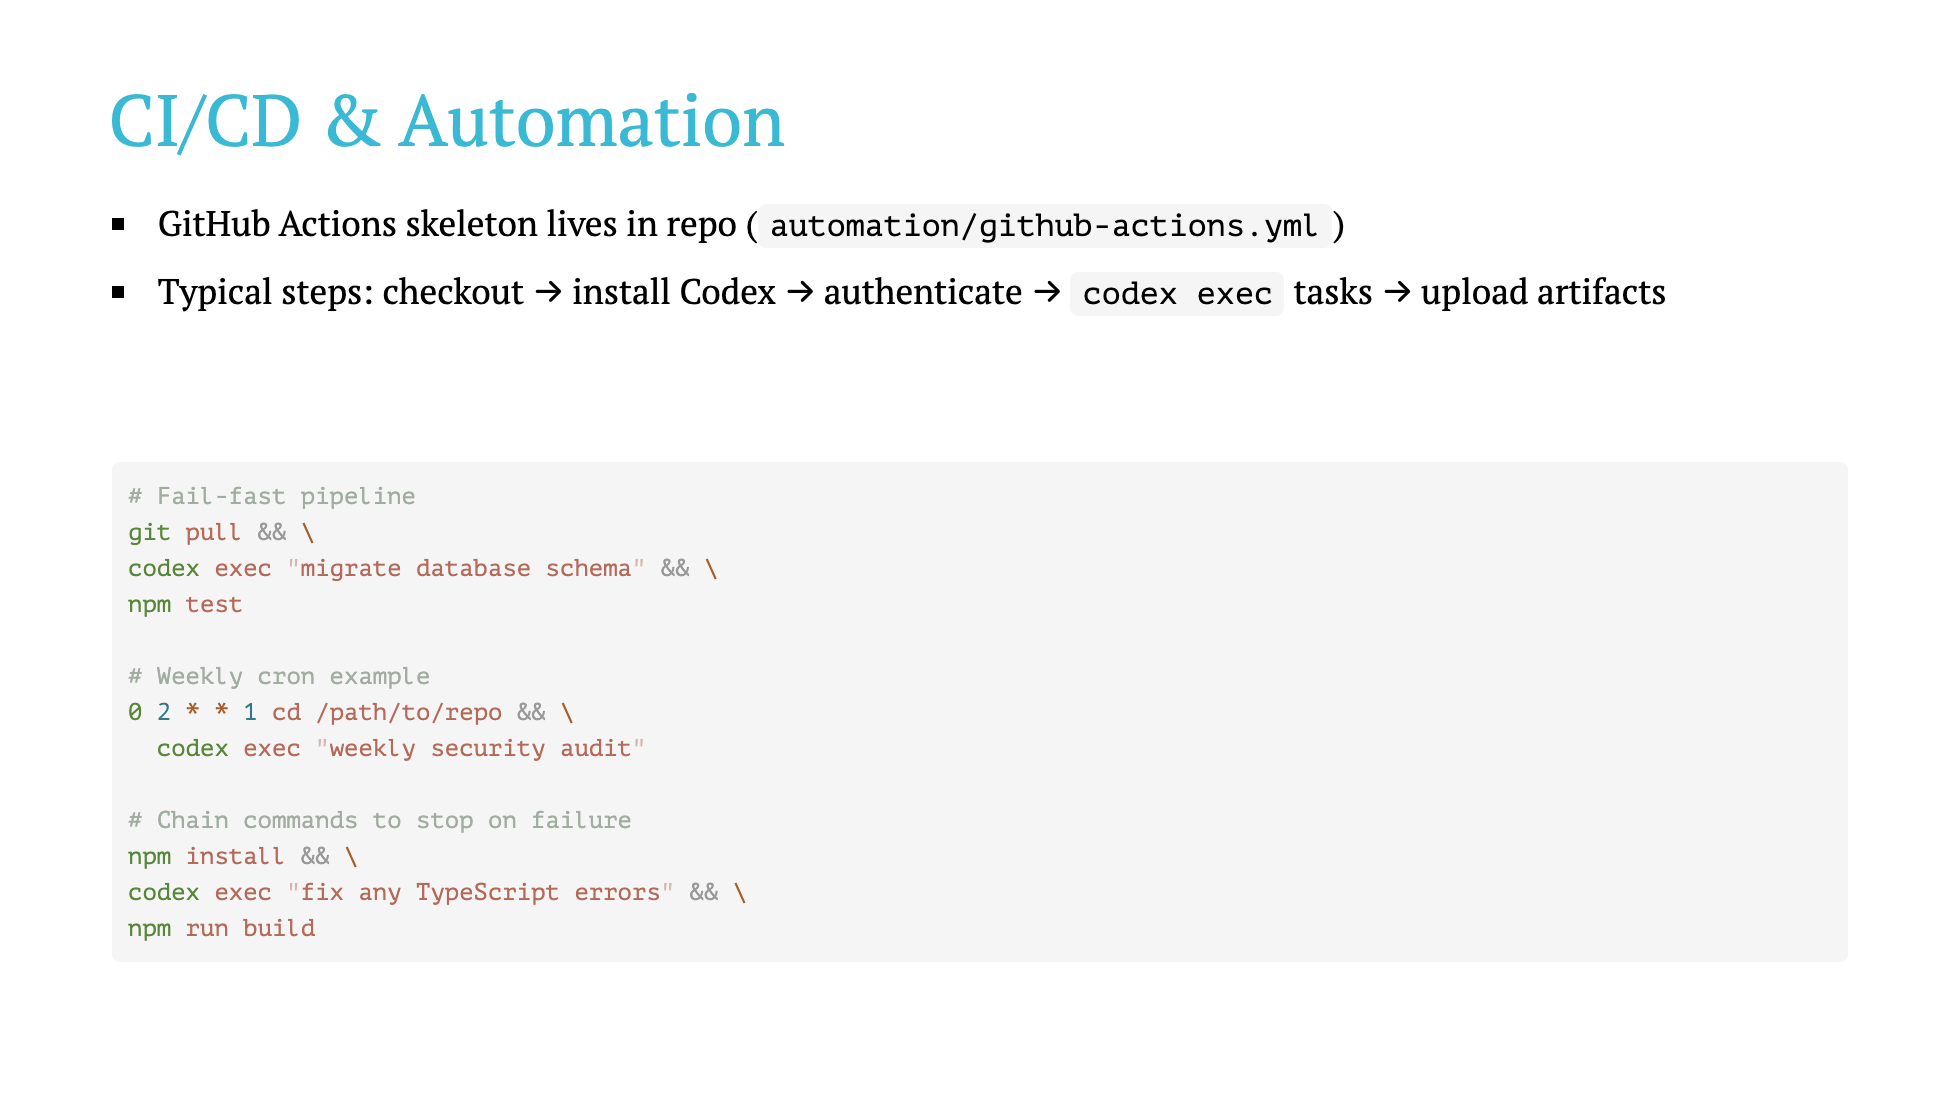 CI/CD & Automation
▪ GitHub Actions skeleton lives in repo ( automation/github-actions.yml )
▪ Typical steps: checkout → install Codex → authenticate → codex exec tasks → upload artifacts
# Fail-fast pipeline
git pull && \
codex exec "migrate database schema" && \
npm test
# Weekly cron example
0 2 * * 1 cd /path/to/repo && \
  codex exec "weekly security audit"
# Chain commands to stop on failure
npm install && \
codex exec "fix any TypeScript errors" && \
npm run build